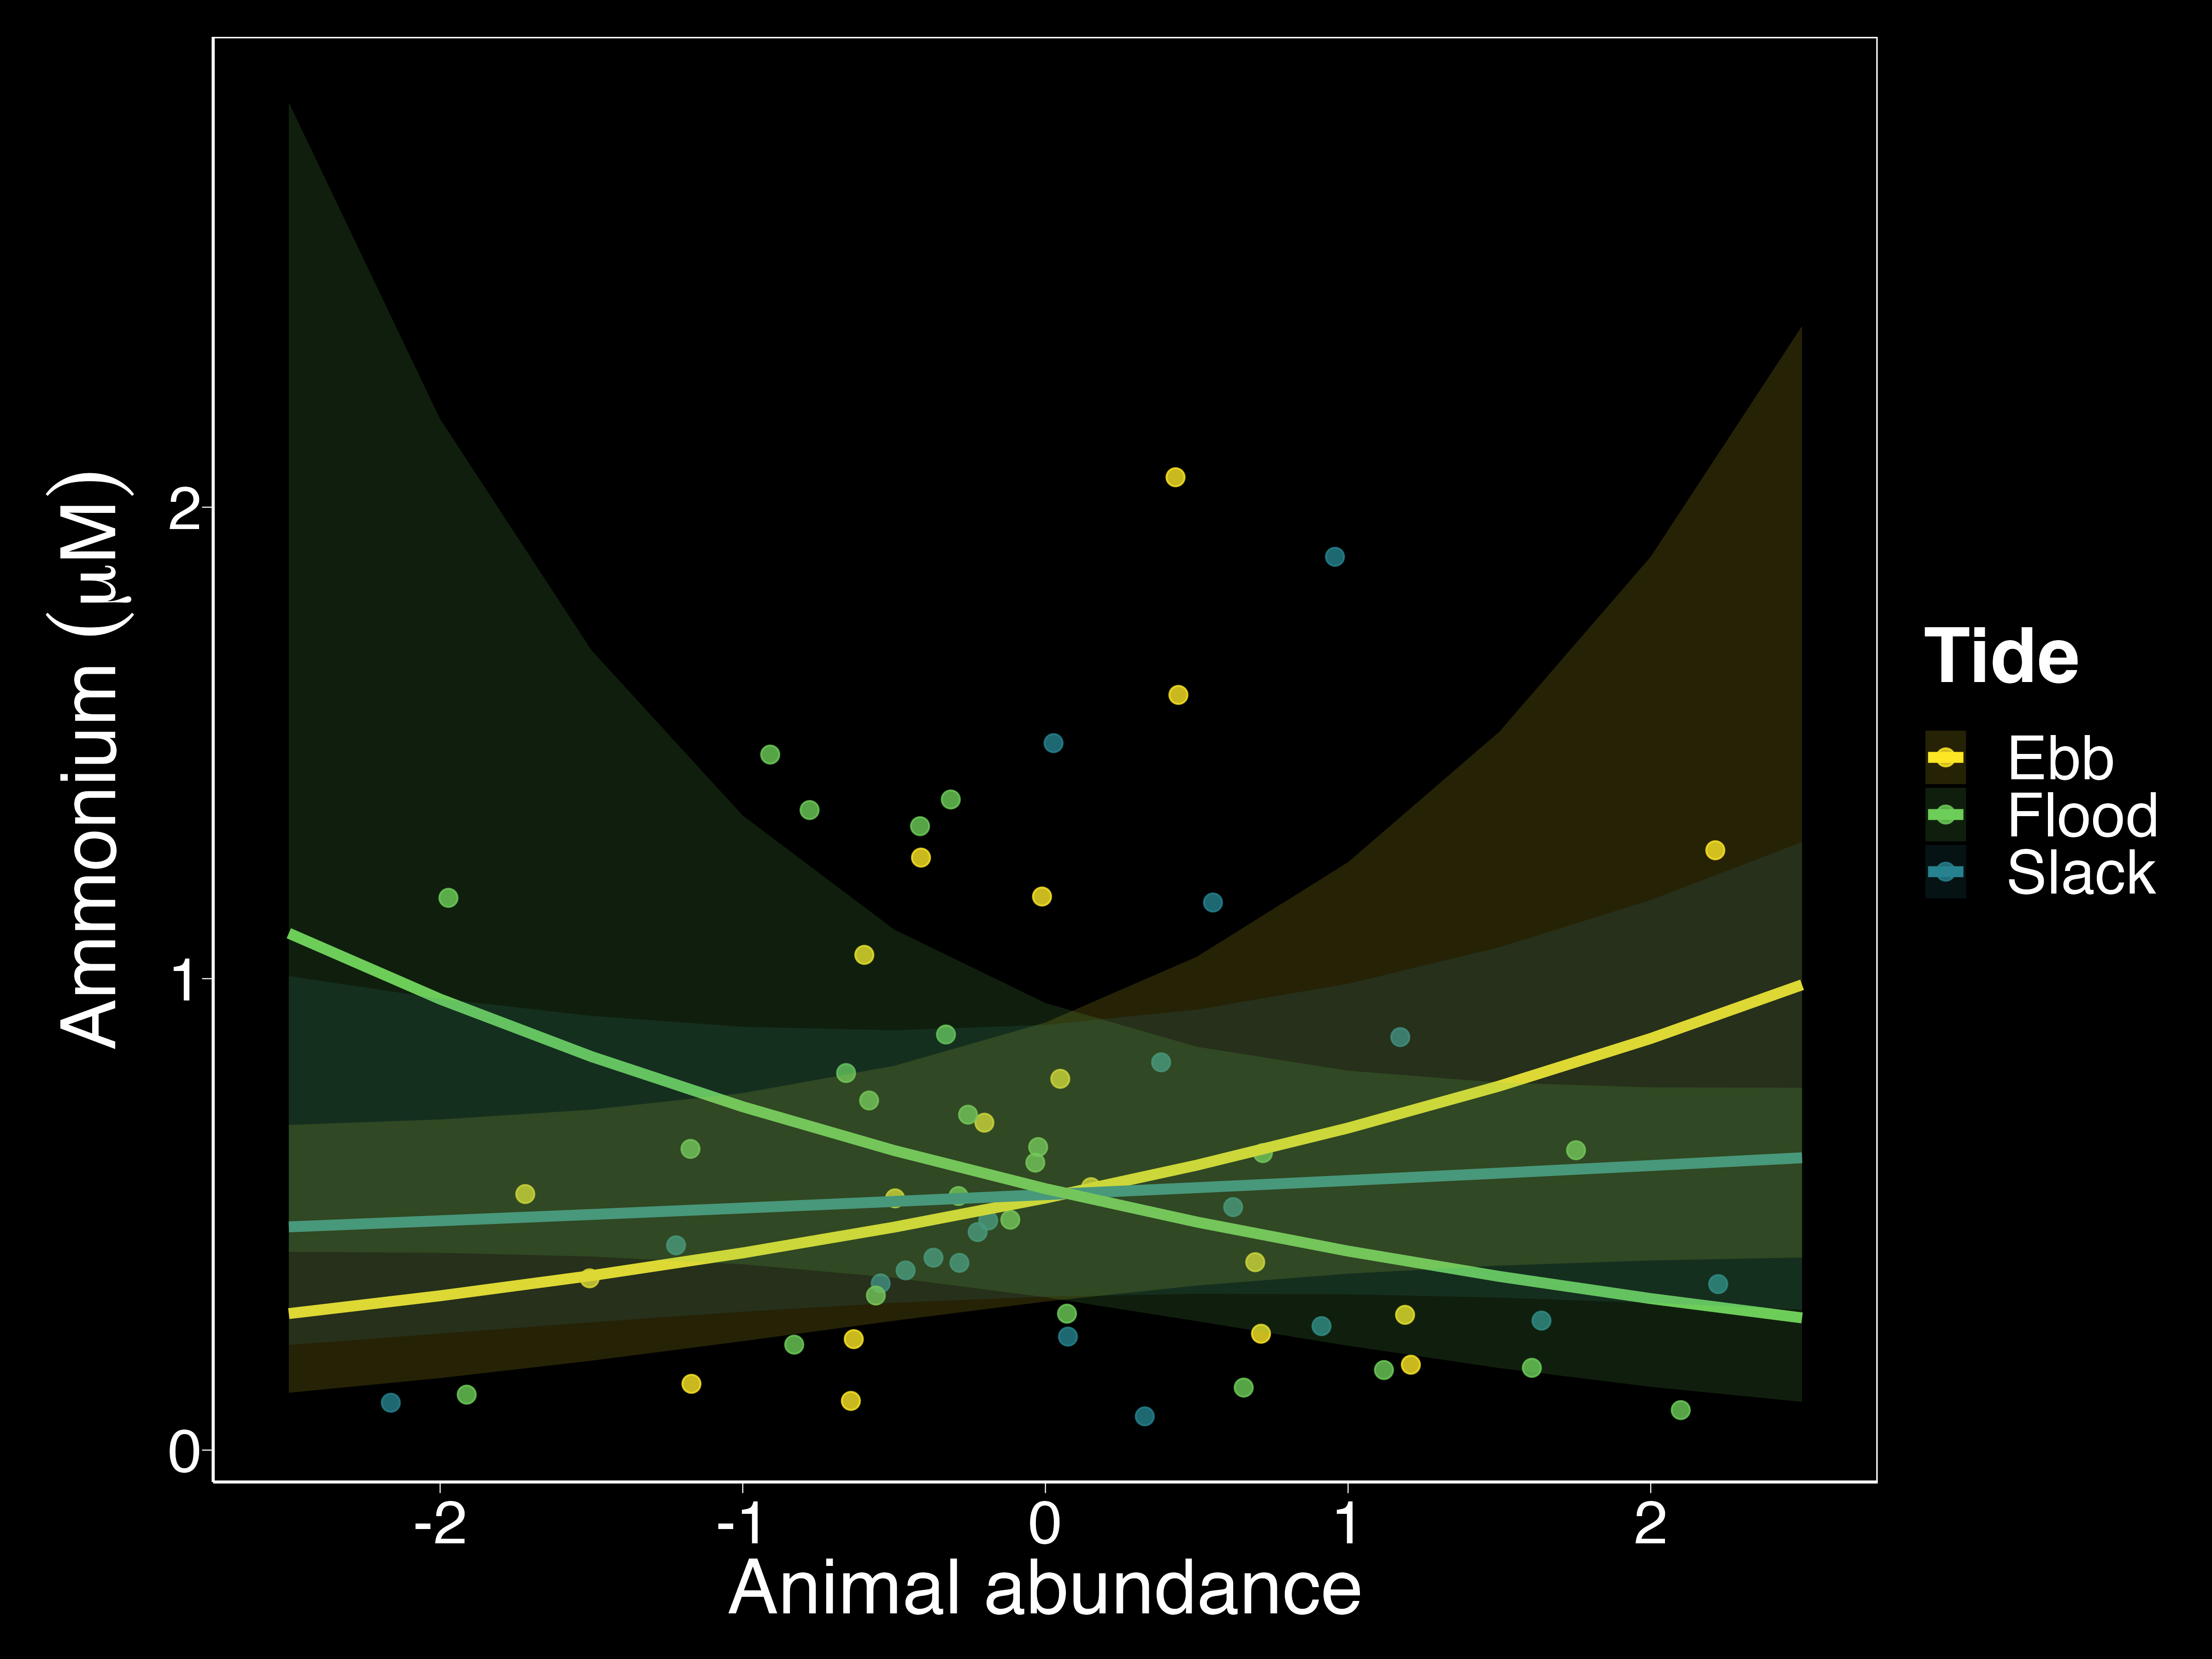 Ammonium (μM)
2
1
0
-2 -1 0 1 2
Animal abundance
Tide
Ebb
Flood
Slack